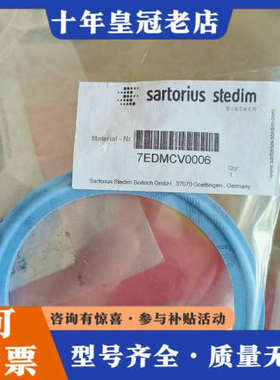 十年皇冠老店
sartorius stedim
biotech
Material - Nr
7EDMCV0006
Qty
1
Sartorius Stedim Biotech GmbH, 37070 Goettingen, Germany
咨询有惊喜·参与补贴活动
可
票
型号齐全·质量无忧